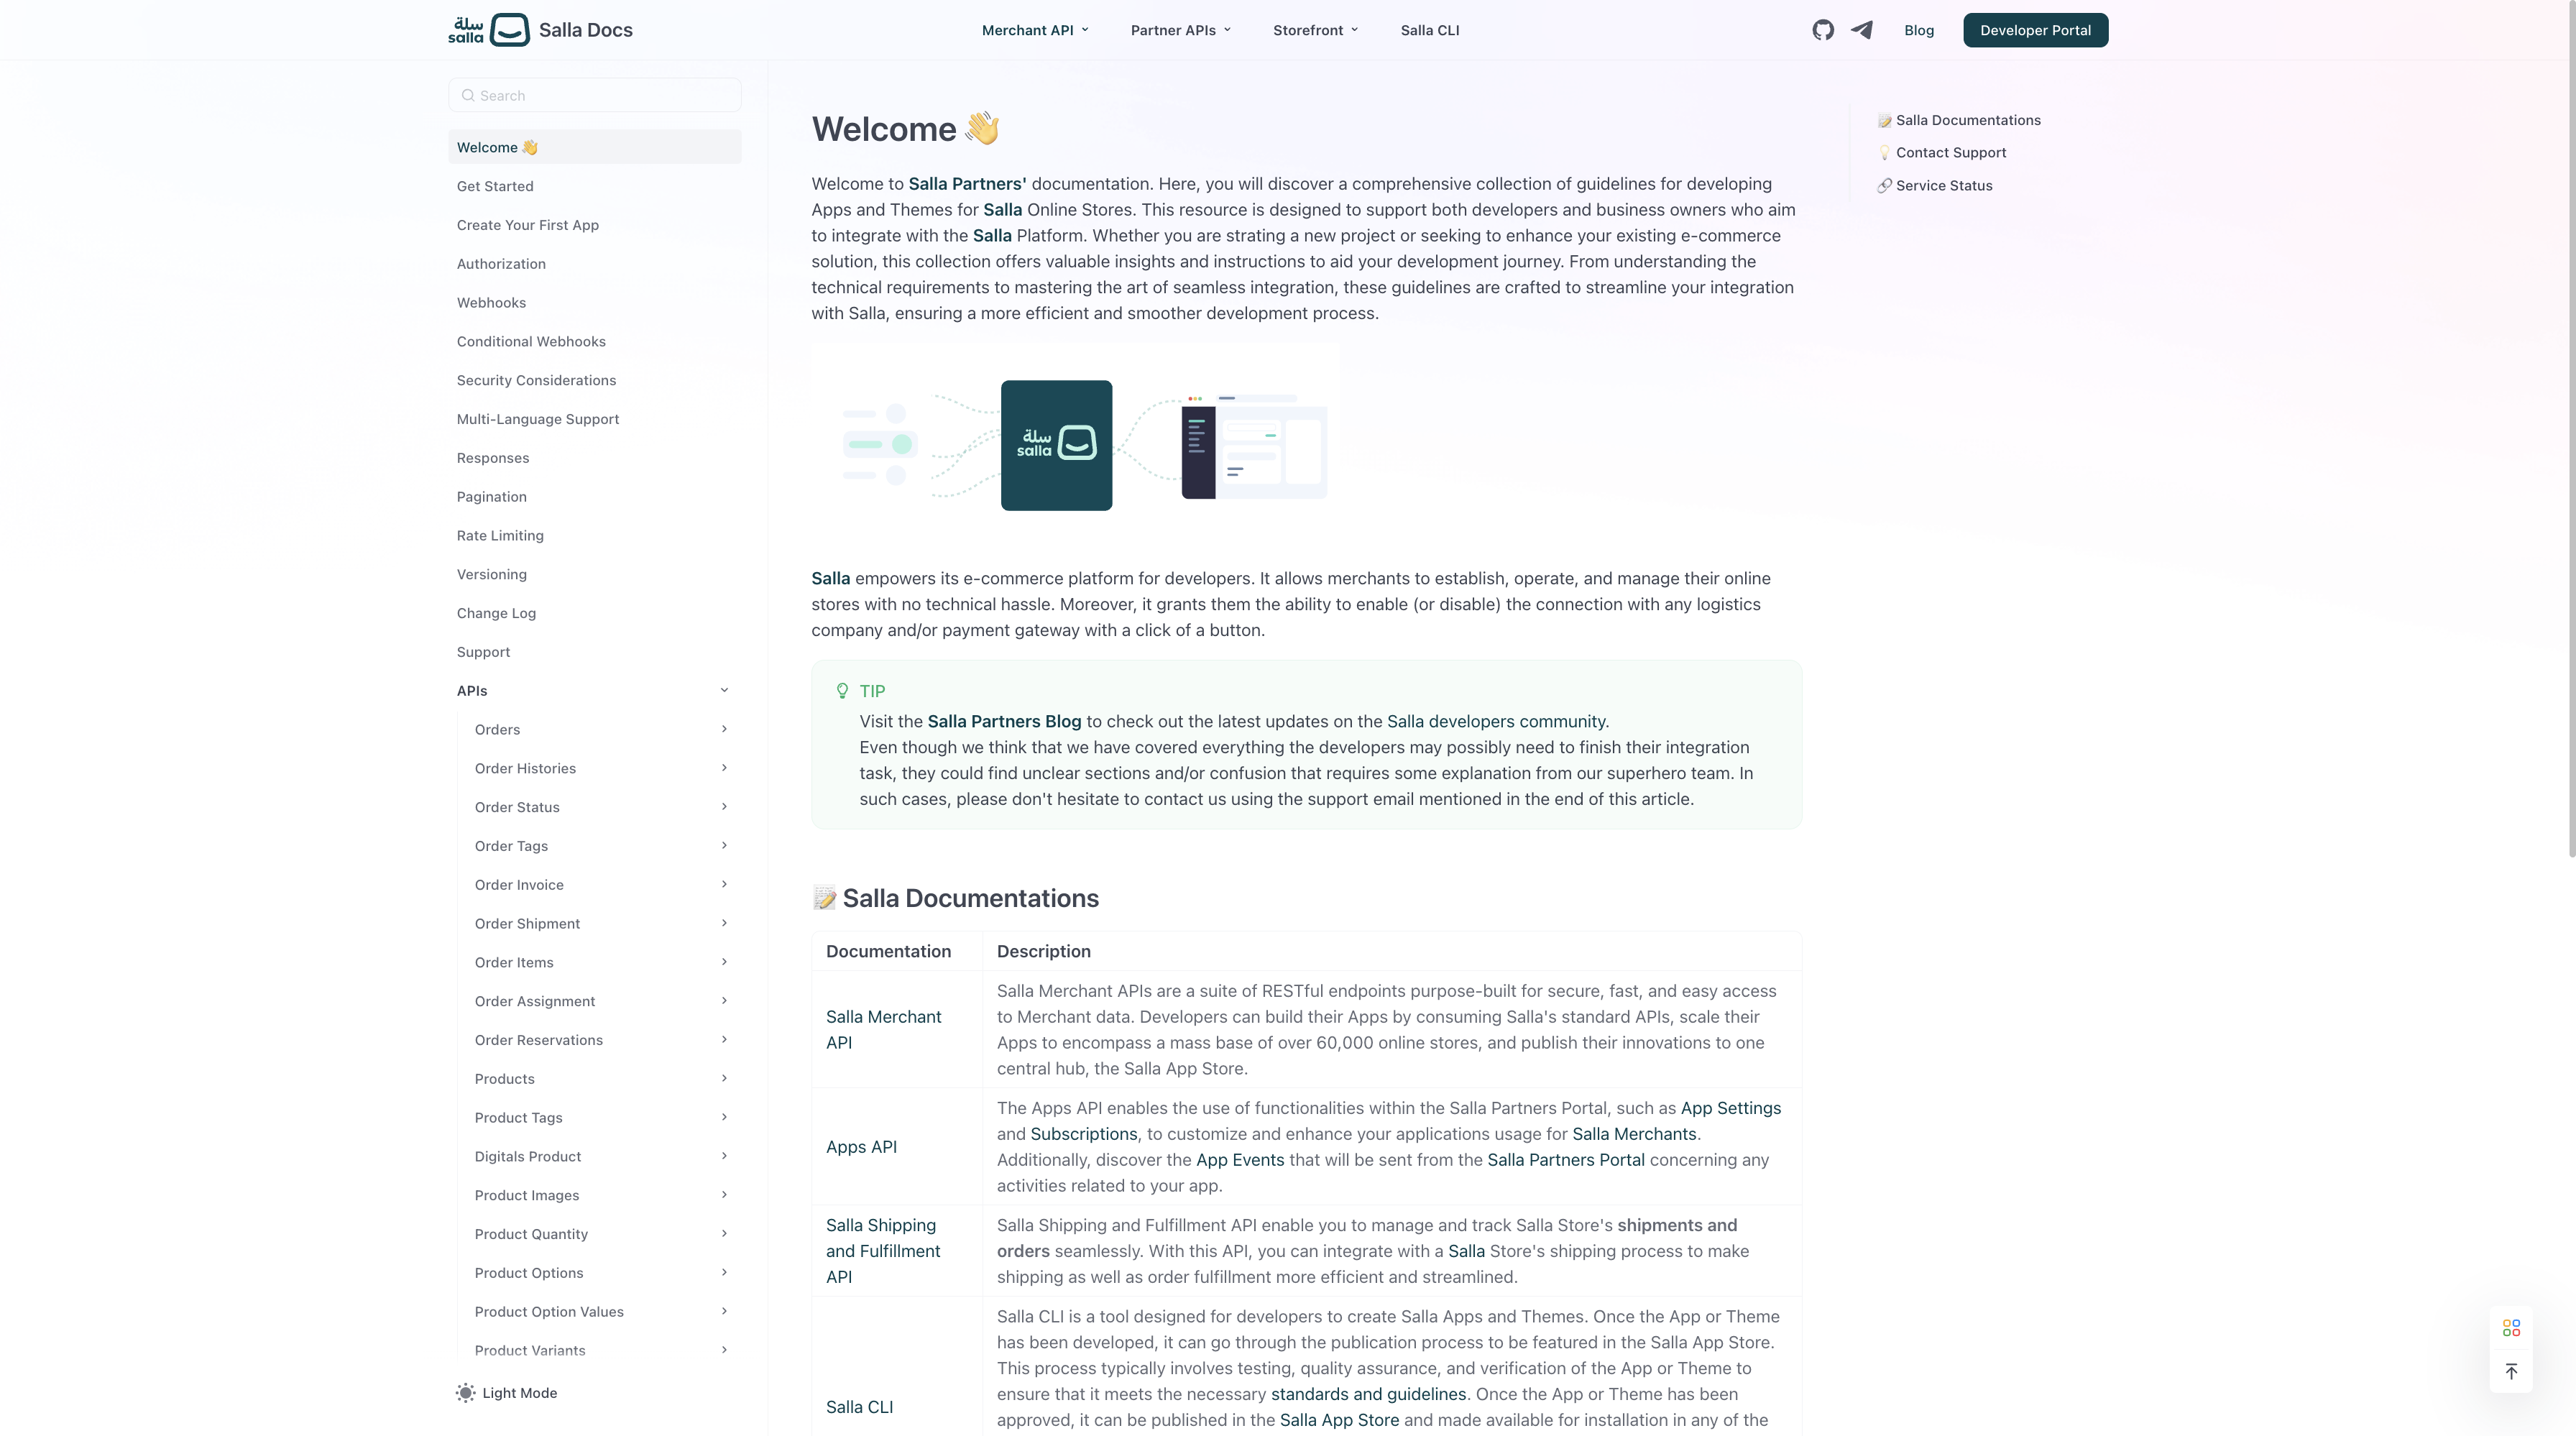 سلة
salla
Salla Docs
Merchant API
Partner APIs
Storefront
Salla CLI
Blog
Developer Portal
Search
Welcome 👋
Get Started
Create Your First App
Authorization
Webhooks
Conditional Webhooks
Security Considerations
Multi-Language Support
Responses
Pagination
Rate Limiting
Versioning
Change Log
Support
APIs
Orders
Order Histories
Order Status
Order Tags
Order Invoice
Order Shipment
Order Items
Order Assignment
Order Reservations
Products
Product Tags
Digitals Product
Product Images
Product Quantity
Product Options
Product Option Values
Product Variants
Light Mode
Welcome 👋
Welcome to Salla Partners' documentation. Here, you will discover a comprehensive collection of guidelines for developing
Apps and Themes for Salla Online Stores. This resource is designed to support both developers and business owners who aim
to integrate with the Salla Platform. Whether you are strating a new project or seeking to enhance your existing e-commerce
solution, this collection offers valuable insights and instructions to aid your development journey. From understanding the
technical requirements to mastering the art of seamless integration, these guidelines are crafted to streamline your integration
with Salla, ensuring a more efficient and smoother development process.
سلة
salla
Salla empowers its e-commerce platform for developers. It allows merchants to establish, operate, and manage their online
stores with no technical hassle. Moreover, it grants them the ability to enable (or disable) the connection with any logistics
company and/or payment gateway with a click of a button.
TIP
Visit the Salla Partners Blog to check out the latest updates on the Salla developers community.
Even though we think that we have covered everything the developers may possibly need to finish their integration
task, they could find unclear sections and/or confusion that requires some explanation from our superhero team. In
such cases, please don't hesitate to contact us using the support email mentioned in the end of this article.
📝 Salla Documentations
Documentation
Description
Salla Merchant
API
Salla Merchant APIs are a suite of RESTful endpoints purpose-built for secure, fast, and easy access
to Merchant data. Developers can build their Apps by consuming Salla's standard APIs, scale their
Apps to encompass a mass base of over 60,000 online stores, and publish their innovations to one
central hub, the Salla App Store.
Apps API
The Apps API enables the use of functionalities within the Salla Partners Portal, such as App Settings
and Subscriptions, to customize and enhance your applications usage for Salla Merchants.
Additionally, discover the App Events that will be sent from the Salla Partners Portal concerning any
activities related to your app.
Salla Shipping
and Fulfillment
API
Salla Shipping and Fulfillment API enable you to manage and track Salla Store's shipments and
orders seamlessly. With this API, you can integrate with a Salla Store's shipping process to make
shipping as well as order fulfillment more efficient and streamlined.
Salla CLI
Salla CLI is a tool designed for developers to create Salla Apps and Themes. Once the App or Theme
has been developed, it can go through the publication process to be featured in the Salla App Store.
This process typically involves testing, quality assurance, and verification of the App or Theme to
ensure that it meets the necessary standards and guidelines. Once the App or Theme has been
approved, it can be published in the Salla App Store and made available for installation in any of the
📝 Salla Documentations
💡 Contact Support
🔗 Service Status